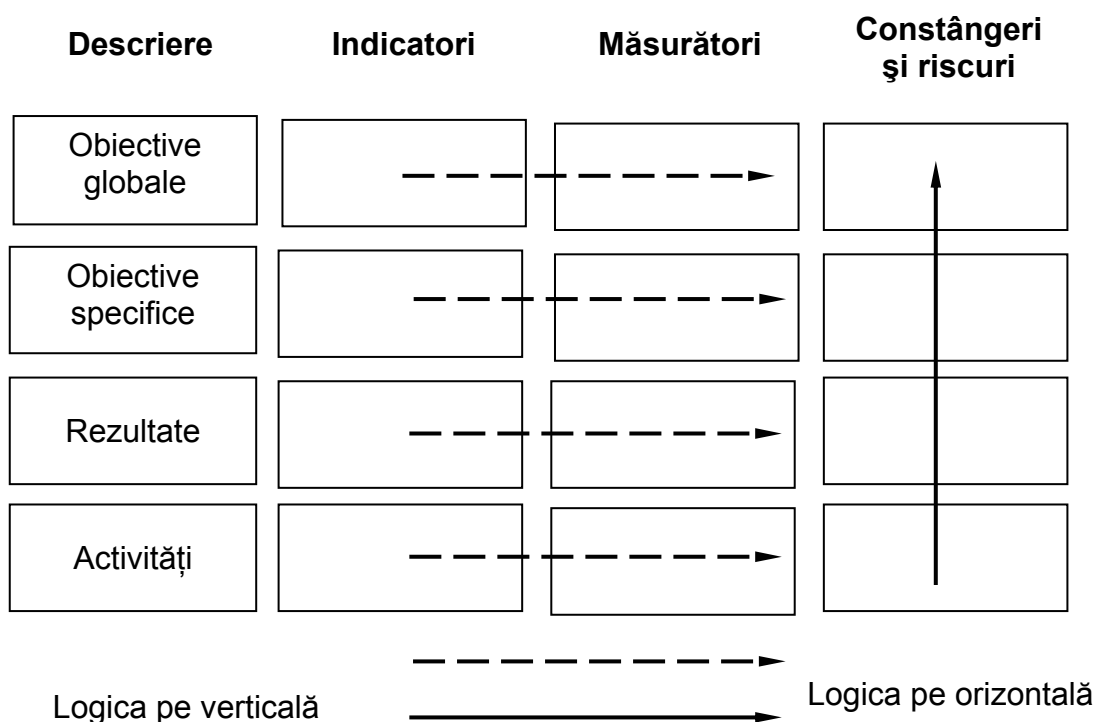 Descriere
Indicatori
Măsurători
Constângeri
şi riscuri
Obiective
globale
Obiective
specifice
Rezultate
Activități
Logica pe verticală
Logica pe orizontală